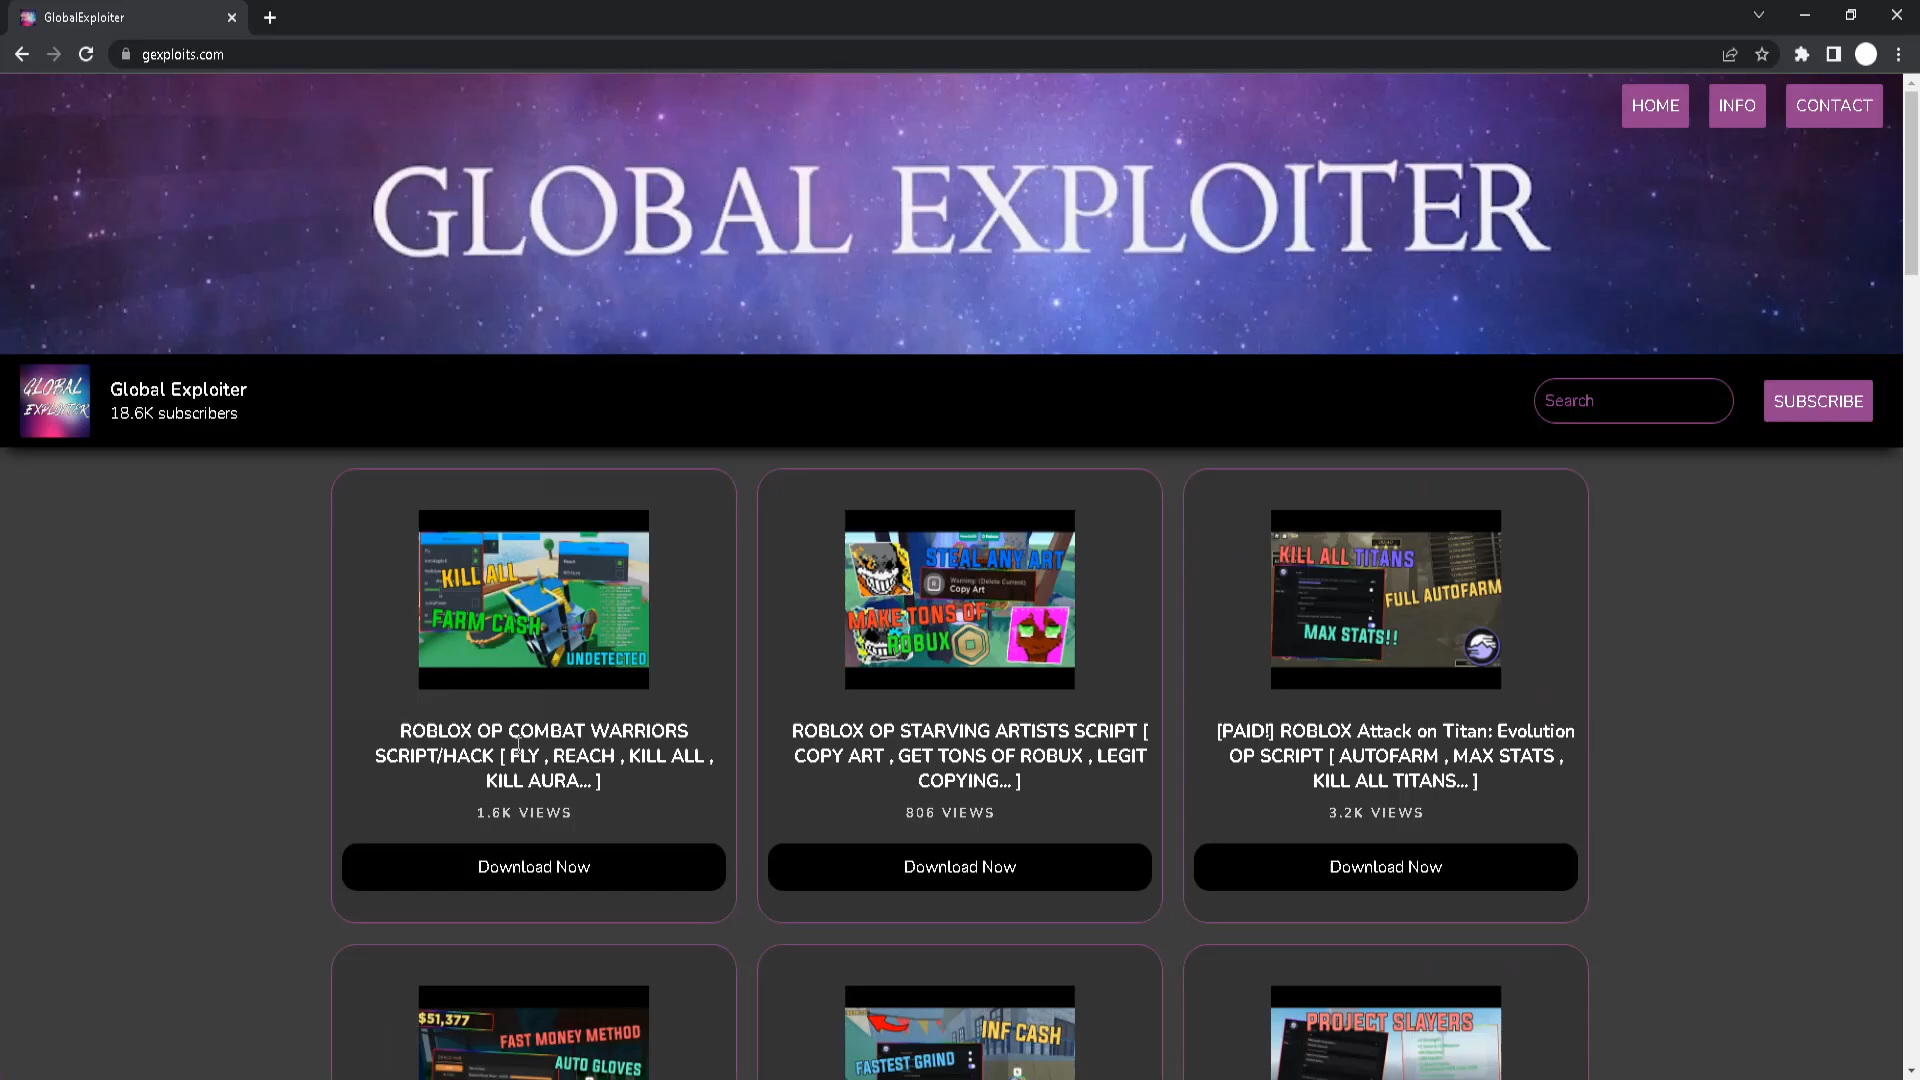 GlobalExploiter
gexploits.com
HOME INFO CONTACT
GLOBAL EXPLOITER
GLOBAL
EXPLOITER
Global Exploiter
18.6K subscribers
Search
SUBSCRIBE
KILL ALL
FARM CASH
UNDETECTED
ROBLOX OP COMBAT WARRIORS
SCRIPT/HACK [ FLY , REACH , KILL ALL ,
KILL AURA... ]
1.6K VIEWS
Download Now
STEAL ANY ART
Warning: (Delete Current)
Copy Art
MAKE TONS OF
ROBUX
ROBLOX OP STARVING ARTISTS SCRIPT [
COPY ART , GET TONS OF ROBUX , LEGIT
COPYING... ]
806 VIEWS
Download Now
KILL ALL TITANS
FULL AUTOFARM
MAX STATS!!
[PAID!] ROBLOX Attack on Titan: Evolution
OP SCRIPT [ AUTOFARM , MAX STATS ,
KILL ALL TITANS... ]
3.2K VIEWS
Download Now
$51,377
FAST MONEY METHOD
AUTO GLOVES
INF CASH
FASTEST GRIND
PROJECT SLAYERS